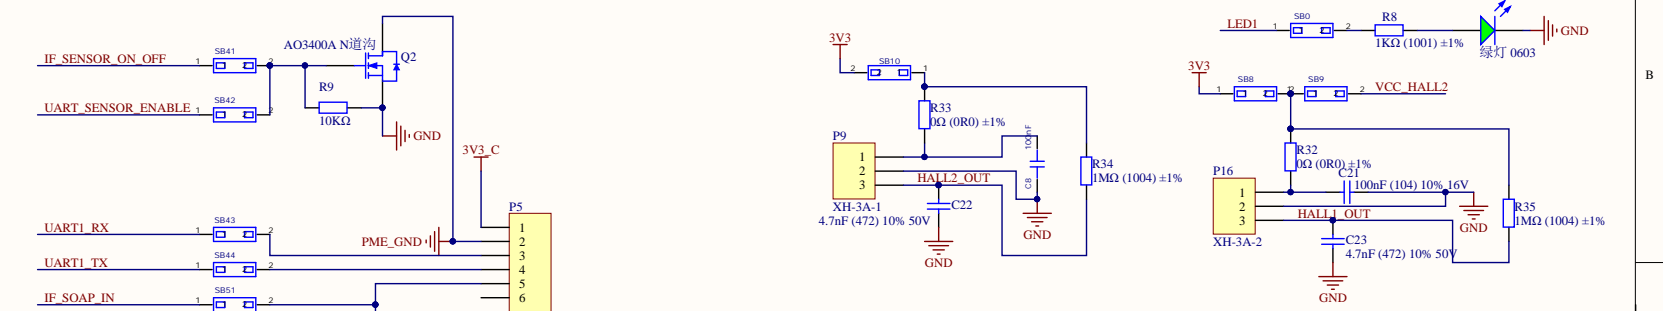 LED1
1
SB0
2
R8
1KΩ (1001) ±1%
绿灯 0603
GND
AO3400A N道沟
Q2
IF_SENSOR_ON_OFF
1
SB41
2
UART_SENSOR_ENABLE
1
SB42
2
R9
10KΩ
GND
3V3
2
SB10
1
R33
0Ω (0R0) ±1%
P9
1
2
3
XH-3A-1
HALL2_OUT
100nF
C8
GND
C22
4.7nF (472) 10% 50V
GND
R34
1MΩ (1004) ±1%
3V3
1
SB8
2
SB9
2
VCC_HALL2
B
R32
0Ω (0R0) ±1%
C21
100nF (104) 10% 16V
P16
1
2
3
XH-3A-2
HALL1_OUT
GND
C23
4.7nF (472) 10% 50V
GND
R35
1MΩ (1004) ±1%
3V3_C
PME_GND
P5
1
2
3
4
5
6
UART1_RX
1
SB43
2
UART1_TX
1
SB44
2
IF_SOAP_IN
1
SB51
2